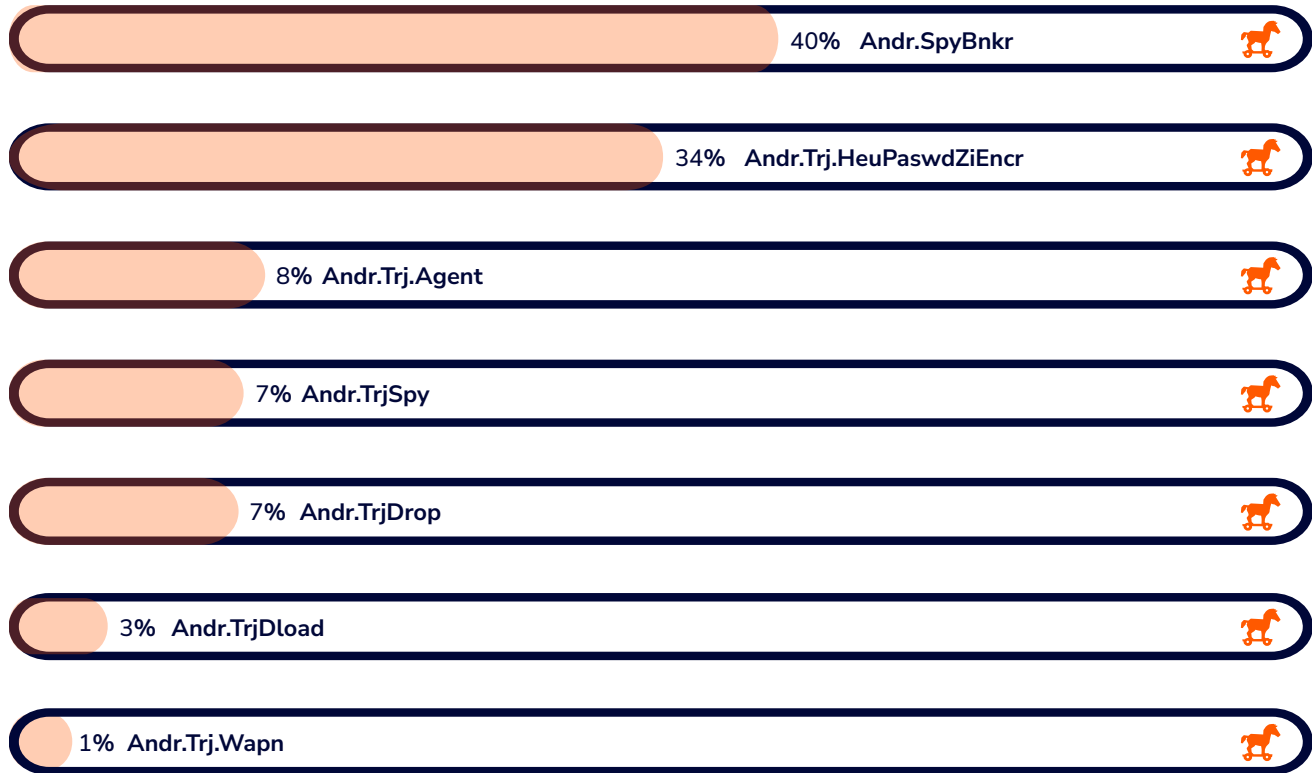 40% Andr.SpyBnkr
34% Andr.Trj.HeuPaswdZiEncr
8% Andr.Trj.Agent
7% Andr.TrjSpy
7% Andr.TrjDrop
3% Andr.TrjDload
1% Andr.Trj.Wapn